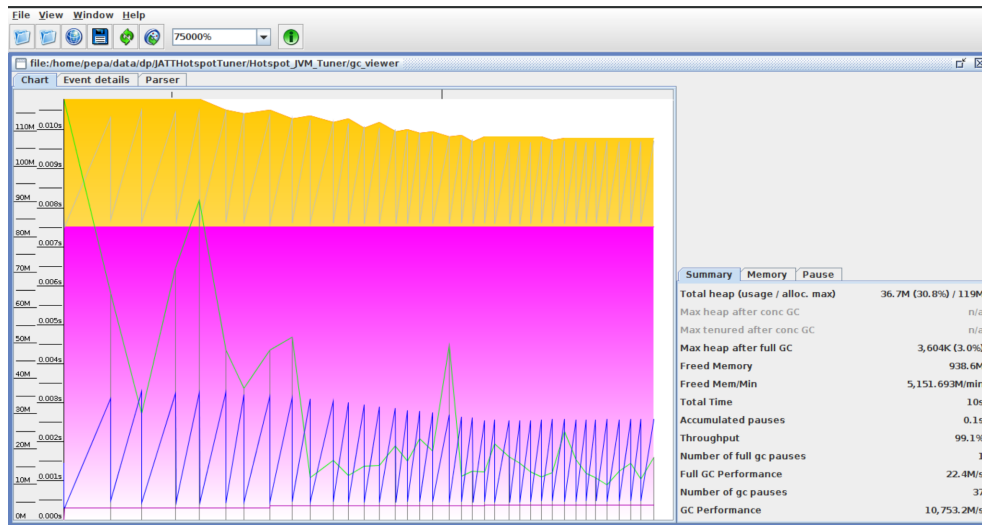 File View Window Help
75000%
file:/home/pepa/data/dp/JATTHotspotTuner/Hotspot_JVM_Tuner/gc_viewer
Chart Event details Parser
110M 0.010s
100M 0.009s
90M 0.008s
80M 0.007s
70M 0.006s
60M 0.005s
50M 0.004s
40M 0.003s
30M 0.002s
20M 0.001s
10M 0.000s
0M
Summary Memory Pause
Total heap (usage / alloc. max) 36.7M (30.8%) / 119M
Max heap after conc GC n/a
Max tenured after conc GC n/a
Max heap after full GC 3,604K (3.0%)
Freed Memory 938.6M
Freed Mem/Min 5,151.693M/min
Total Time 10s
Accumulated pauses 0.1s
Throughput 99.1%
Number of full gc pauses 1
Full GC Performance 22.4M/s
Number of gc pauses 37
GC Performance 10,753.2M/s